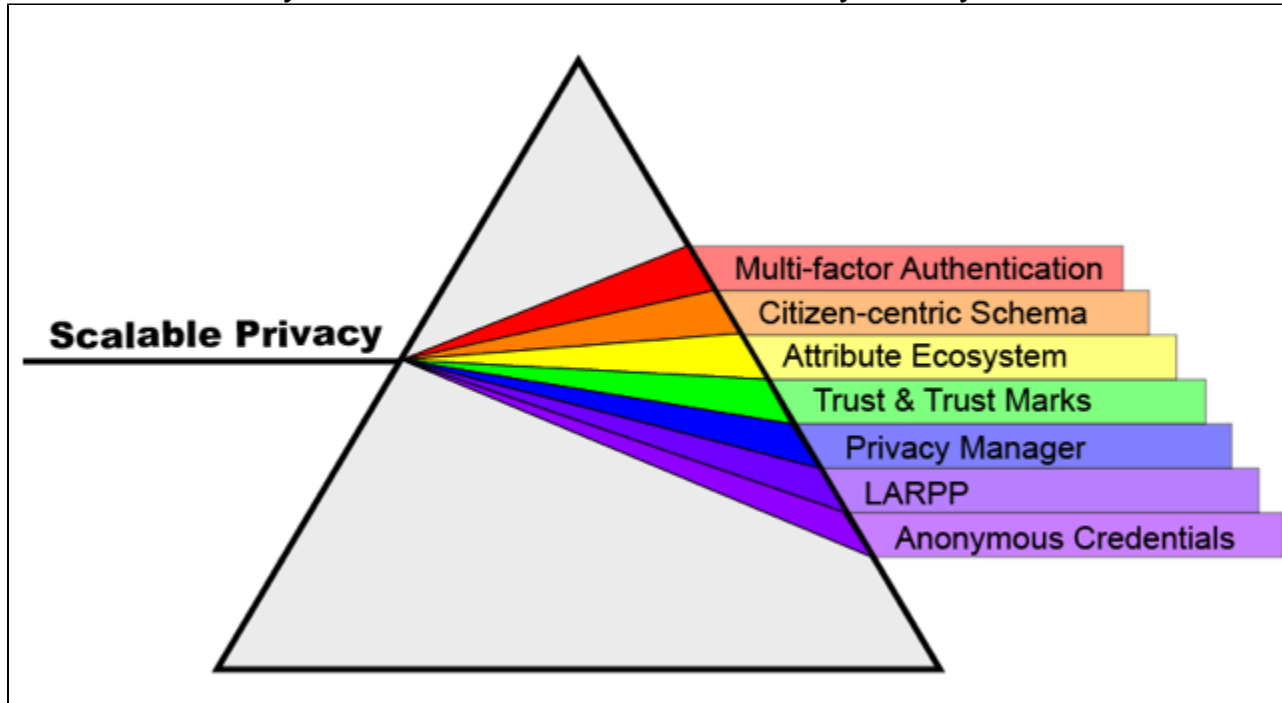 Scalable Privacy
Multi-factor Authentication
Citizen-centric Schema
Attribute Ecosystem
Trust & Trust Marks
Privacy Manager
LARPP
Anonymous Credentials